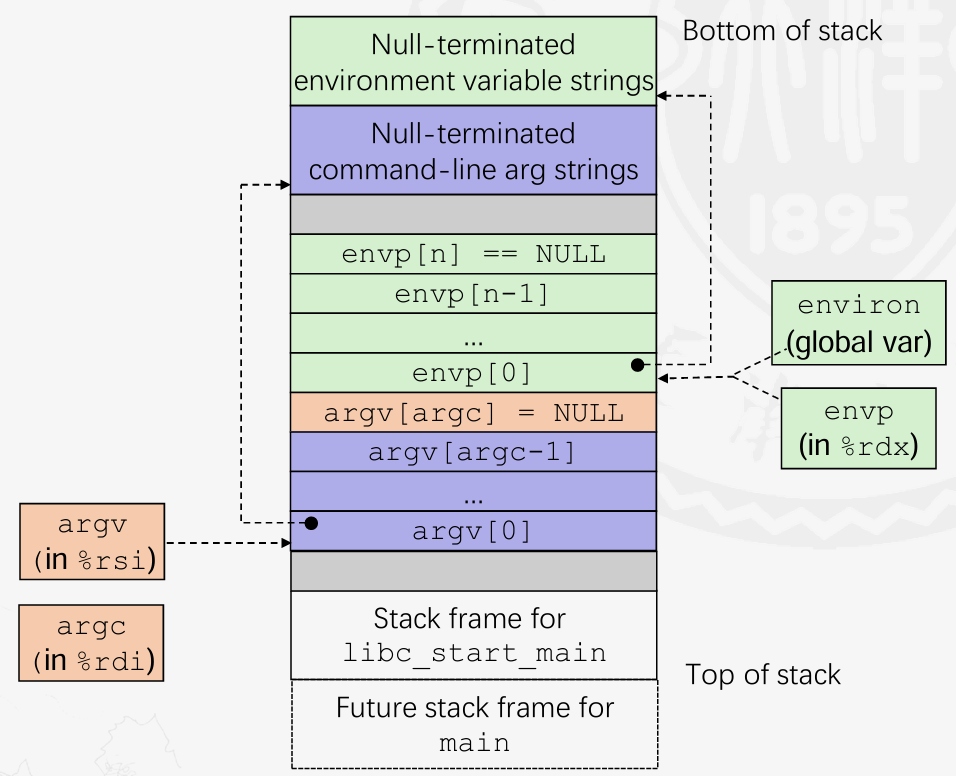 Bottom of stack
Null-terminated
environment variable strings
Null-terminated
command-line arg strings
envp[n] == NULL
envp[n-1]
...
envp[0]
environ
(global var)
envp
(in %rdx)
argv[argc] = NULL
argv[argc-1]
...
argv[0]
argv
(in %rsi)
argc
(in %rdi)
Stack frame for
libc_start_main
Top of stack
Future stack frame for
main
1895